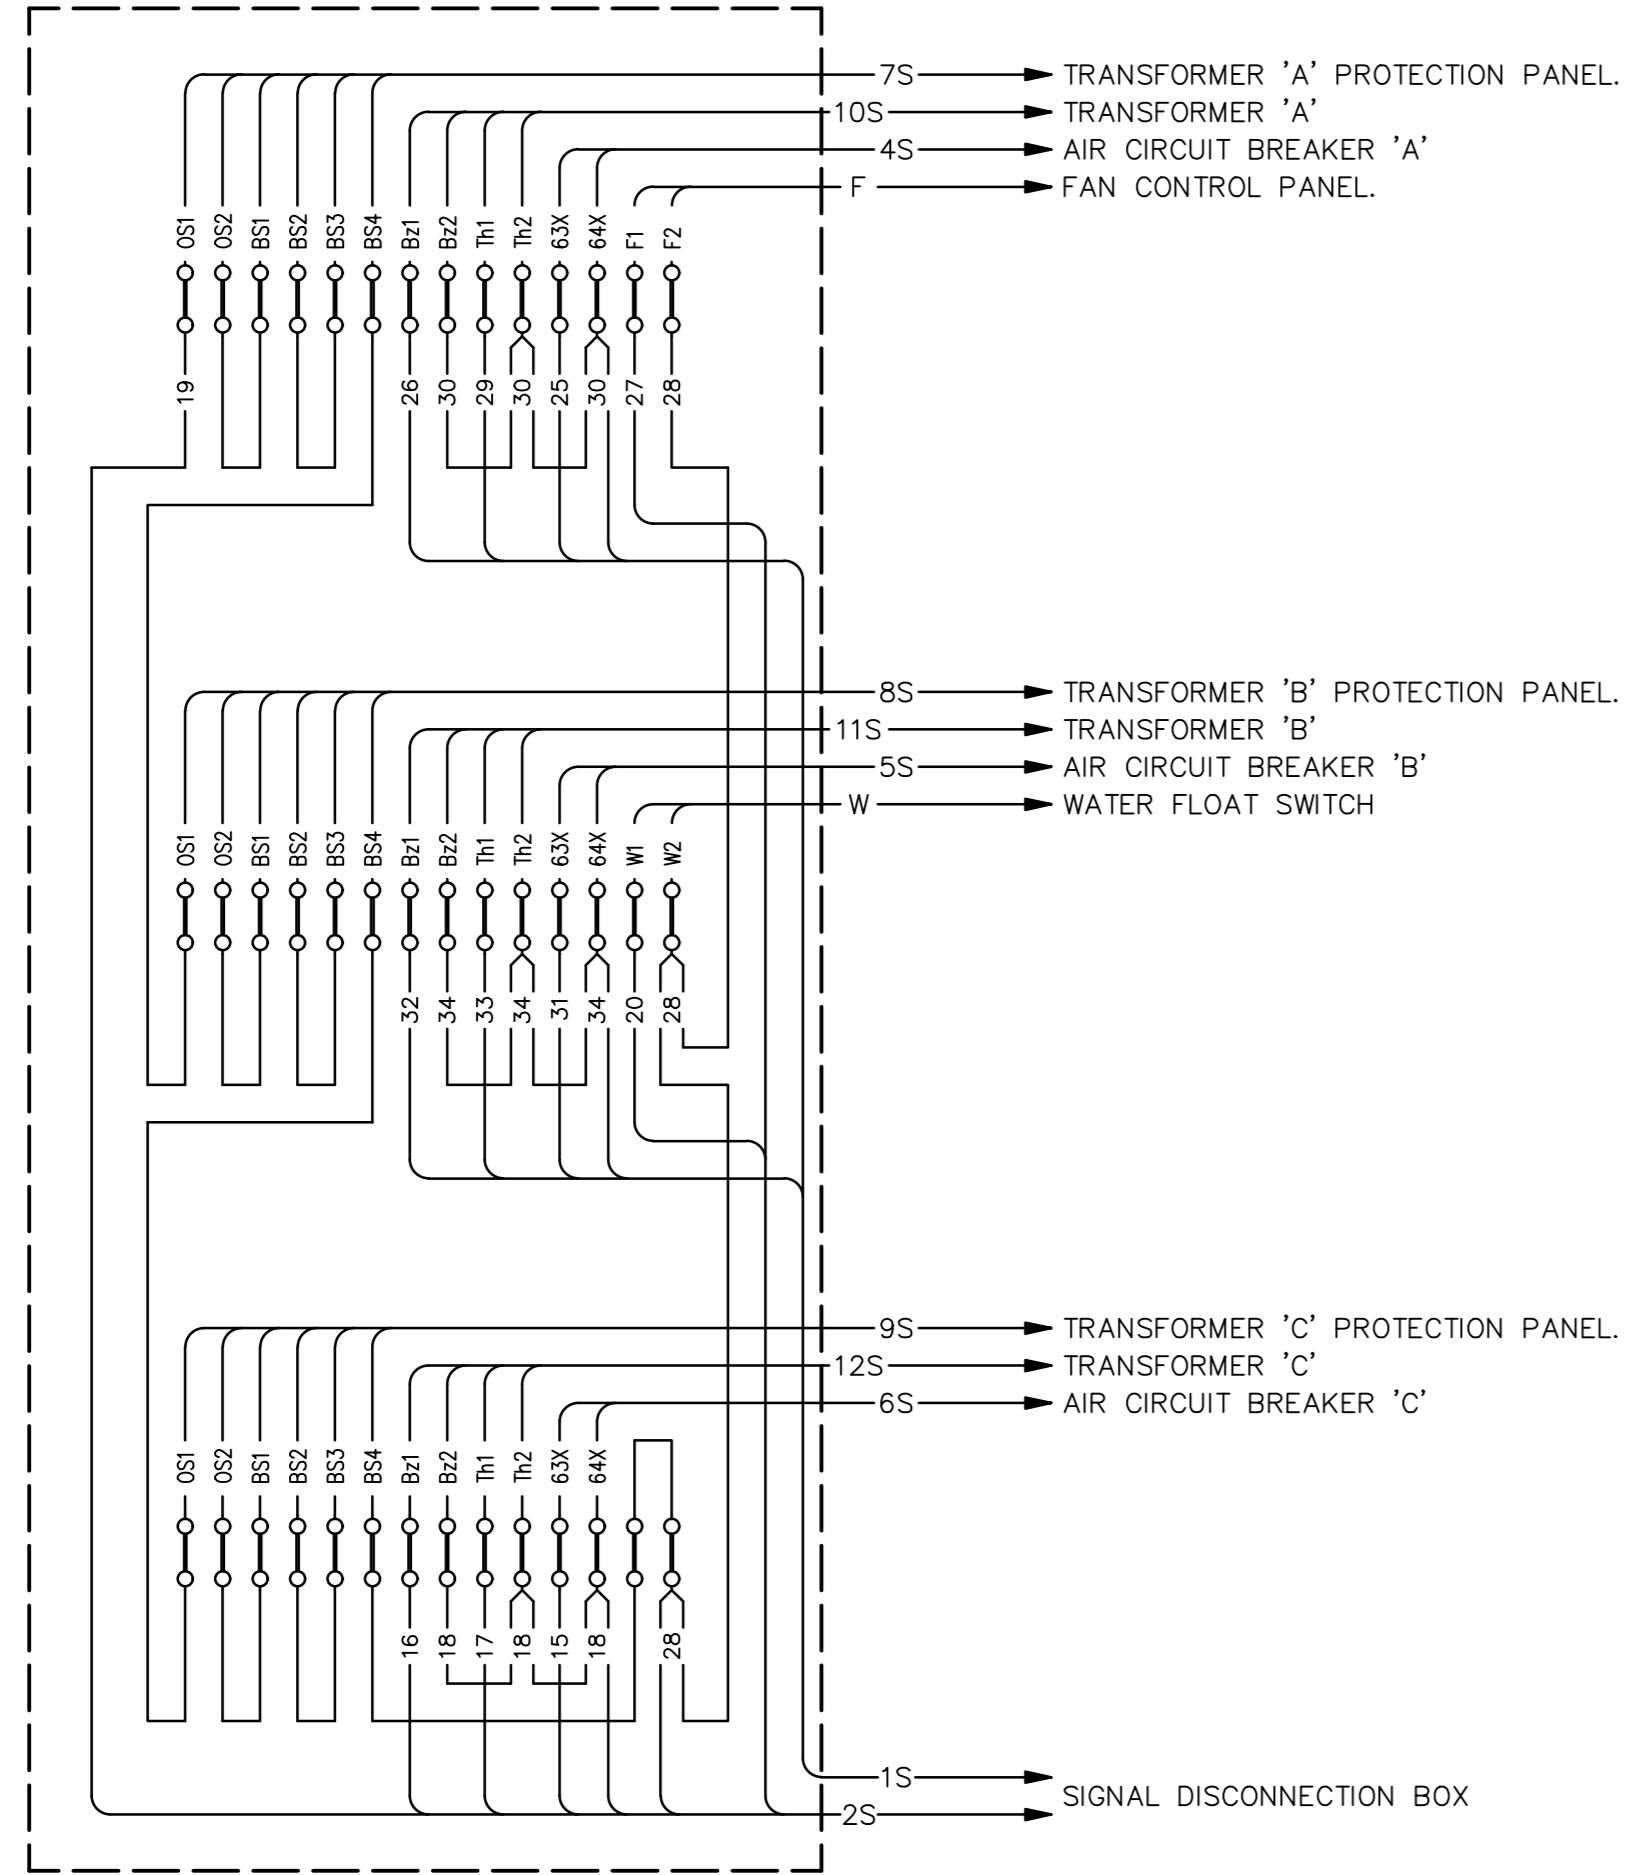 7S TRANSFORMER 'A' PROTECTION PANEL.
10S TRANSFORMER 'A'
4S AIR CIRCUIT BREAKER 'A'
F FAN CONTROL PANEL.
OS1 OS2 BS1 BS2 BS3 BS4 Bz1 Bz2 Th1 Th2 63X 64X F1 F2
19 26 30 29 30 25 30 27 28
8S TRANSFORMER 'B' PROTECTION PANEL.
11S TRANSFORMER 'B'
5S AIR CIRCUIT BREAKER 'B'
W WATER FLOAT SWITCH
OS1 OS2 BS1 BS2 BS3 BS4 Bz1 Bz2 Th1 Th2 63X 64X W1 W2
32 34 33 34 31 34 20 28
9S TRANSFORMER 'C' PROTECTION PANEL.
12S TRANSFORMER 'C'
6S AIR CIRCUIT BREAKER 'C'
OS1 OS2 BS1 BS2 BS3 BS4 Bz1 Bz2 Th1 Th2 63X 64X
16 18 17 18 15 18 28
1S
SIGNAL DISCONNECTION BOX
2S